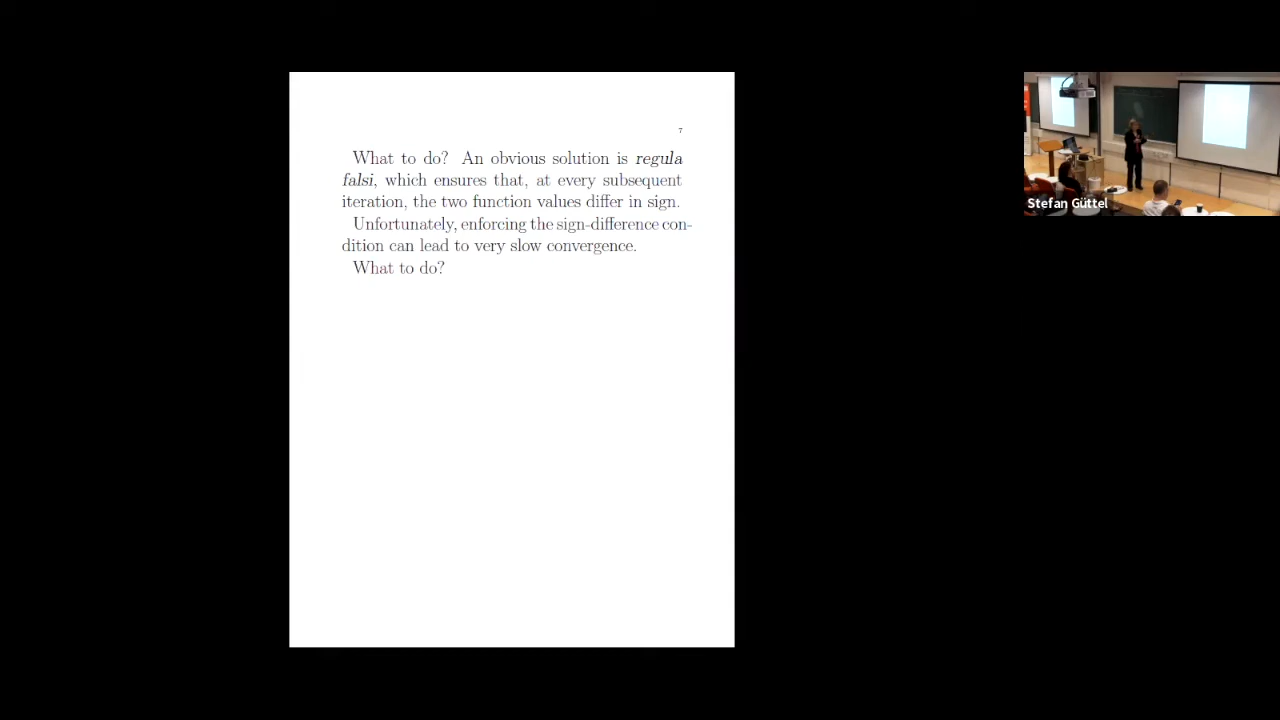 7
What to do? An obvious solution is regula
falsi, which ensures that, at every subsequent
iteration, the two function values differ in sign.
Unfortunately, enforcing the sign-difference con-
dition can lead to very slow convergence.
What to do?
Stefan Güttel